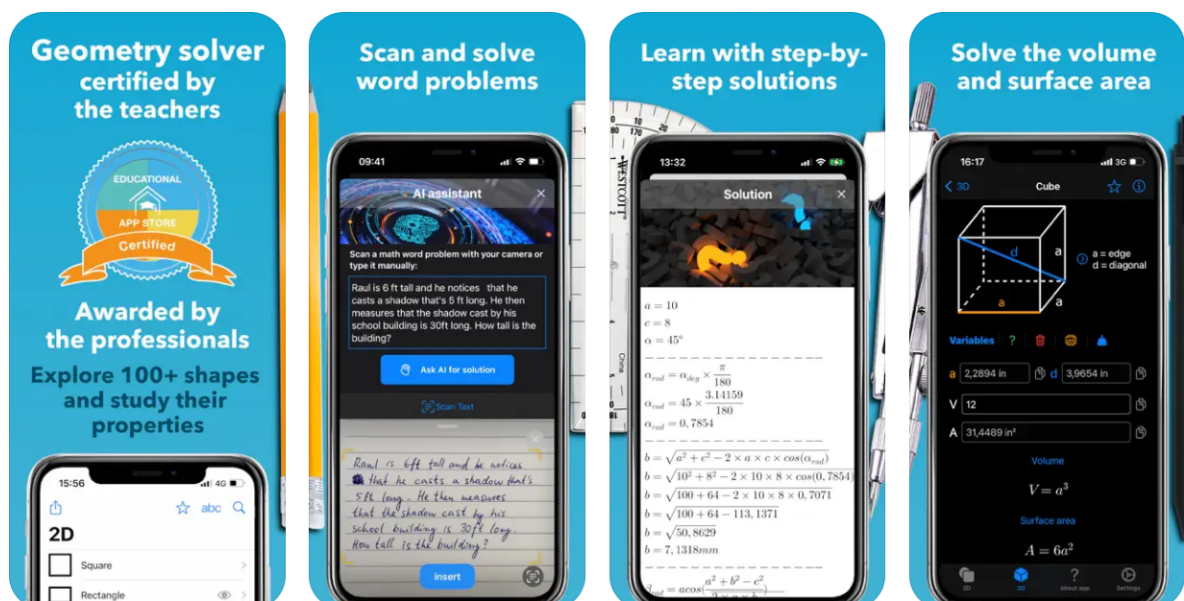 Geometry solver
certified by
the teachers
EDUCATIONAL
APP STORE
Certified
Awarded by
the professionals
Explore 100+ shapes
and study their
properties
15:56
4G
abc
2D
Square
Rectangle
Scan and solve
word problems
09:41
AI assistant
Scan a math word problem with your camera or
type it manually:
Raul is 6 ft tall and he notices that he
casts a shadow that's 5 ft long. He then
measures that the shadow cast by his
school building is 30ft long. How tall is the
building?
Ask AI for solution
Scan Text
Raul is 6ft tall and he notices
that he casts a shadow that's
5ft long. He then measures
that the shadow cast by his
school building is 30ft long.
How tall is the building?
insert
Learn with step-by-
step solutions
10 20
180 170
WESTCOTT
China
13:32
Solution
a = 10
c = 8
α = 45°
α_rad = α_deg × π/180
α_rad = 45 × 3.14159/180
α_rad = 0,7854
b = √(a² + c² − 2 × a × c × cos(α_rad))
b = √(10² + 8² − 2 × 10 × 8 × cos(0,7854))
b = √(100 + 64 − 2 × 10 × 8 × 0,7071)
b = √(100 + 64 − 113,1371)
b = √50,8629
b = 7,1318mm
Solve the volume
and surface area
16:17
3G
3D
Cube
d
a
a
a
a = edge
d = diagonal
Variables
?
a 2,2894 in
d 3,9654 in
V 12
A 31,4489 in²
Volume
V = a³
Surface area
A = 6a²
2D
3D
About app
Settings